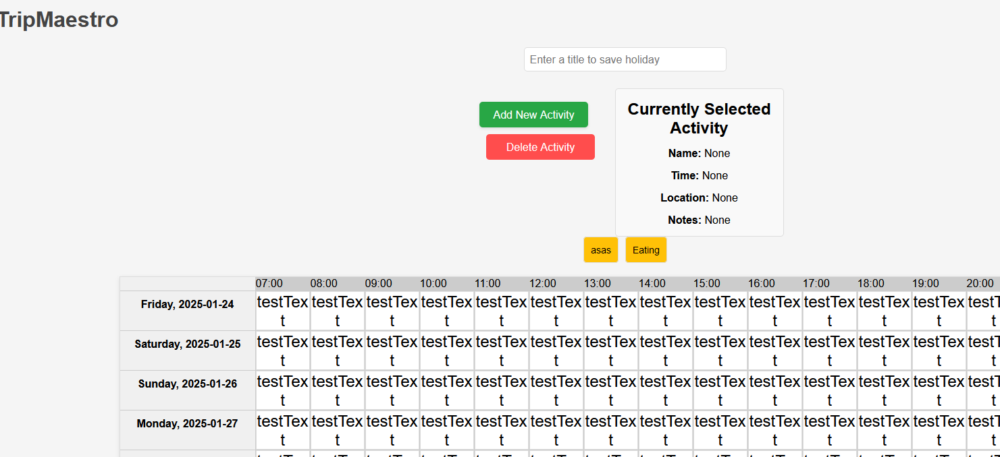 TripMaestro
Enter a title to save holiday
Add New Activity
Delete Activity
Currently Selected
Activity
Name: None
Time: None
Location: None
Notes: None
asas Eating
07:00 08:00 09:00 10:00 11:00 12:00 13:00 14:00 15:00 16:00 17:00 18:00 19:00 20:00
Friday, 2025-01-24 testTex testTex testTex testTex testTex testTex testTex testTex testTex testTex testTex testTex testTex testT
t t t t t t t t t t t t t t
Saturday, 2025-01-25 testTex testTex testTex testTex testTex testTex testTex testTex testTex testTex testTex testTex testTex testT
t t t t t t t t t t t t t t
Sunday, 2025-01-26 testTex testTex testTex testTex testTex testTex testTex testTex testTex testTex testTex testTex testTex testT
t t t t t t t t t t t t t t
Monday, 2025-01-27 testTex testTex testTex testTex testTex testTex testTex testTex testTex testTex testTex testTex testTex testT
t t t t t t t t t t t t t t